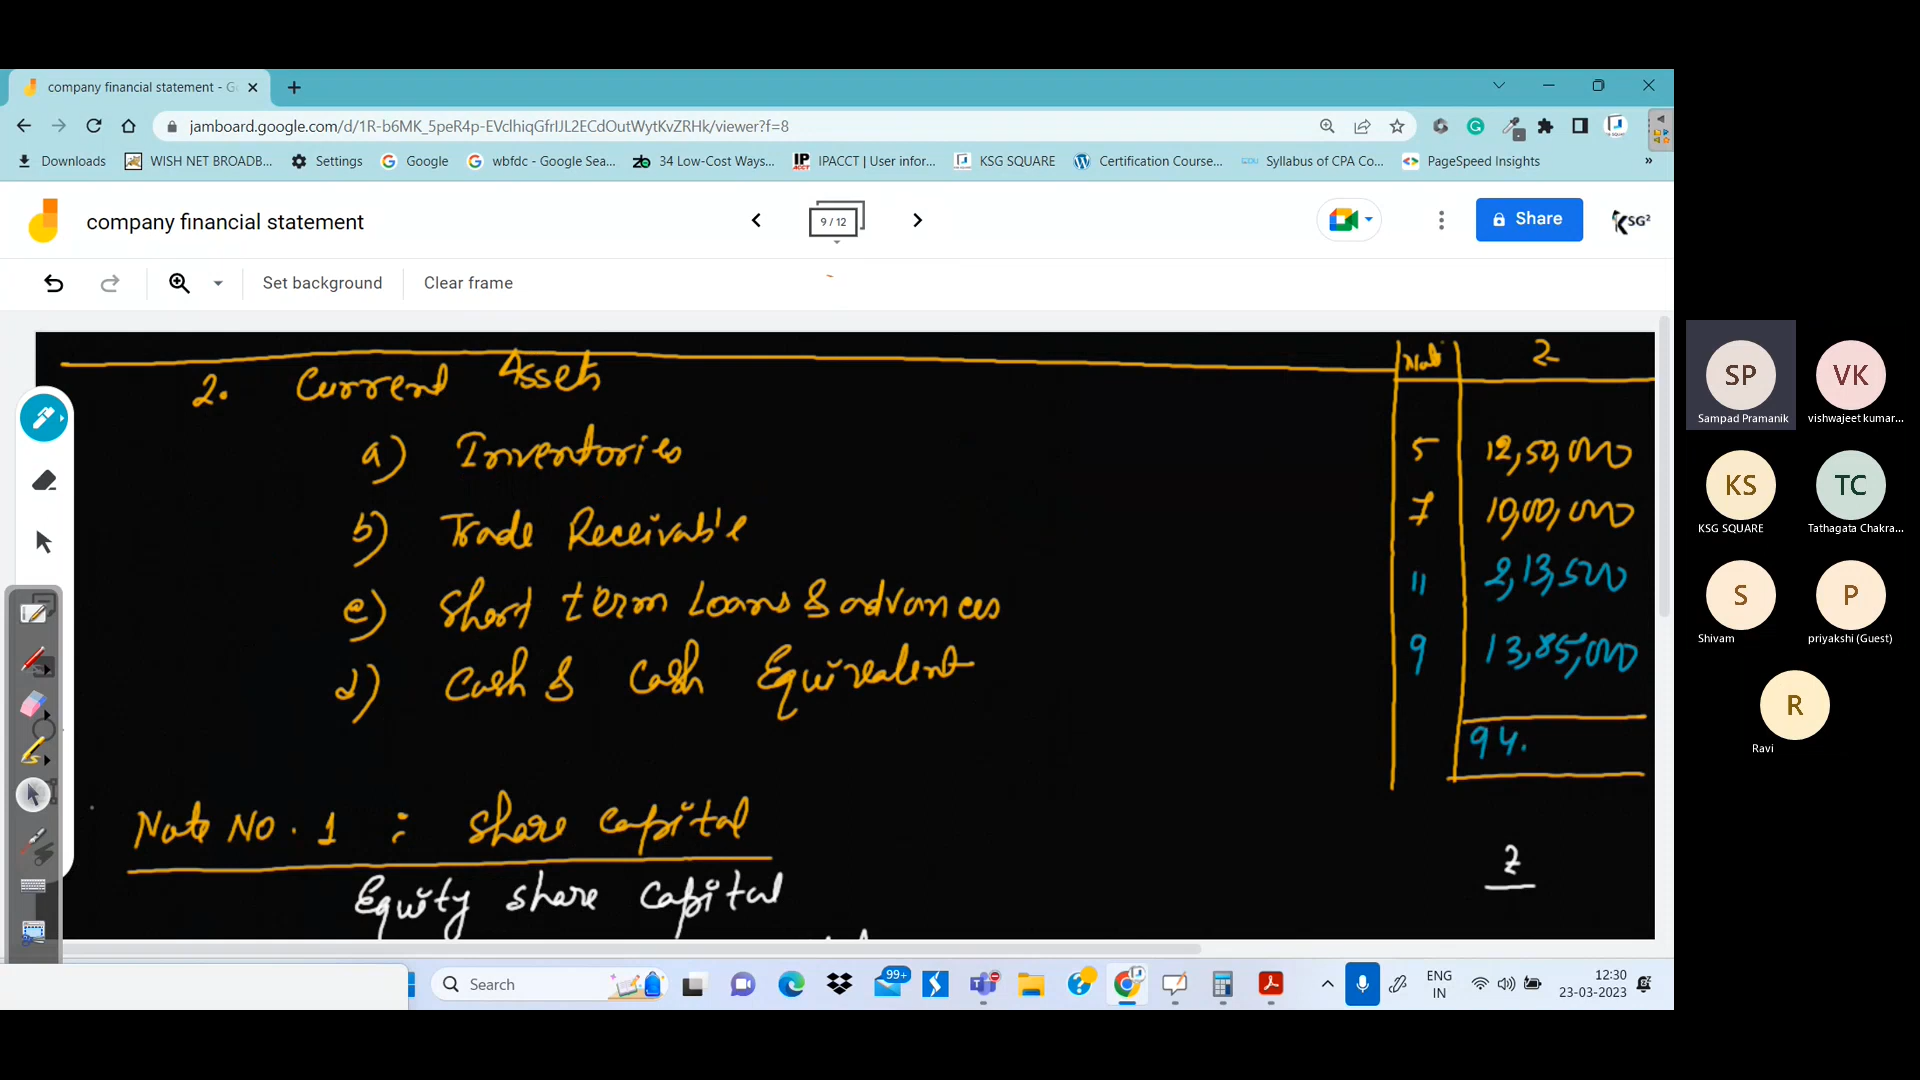 company financial statement - G
jamboard.google.com/d/1R-b6MK_5peR4p-EVclhiqGfrIJL2ECdOutWytKvZRHk/viewer?f=8
Downloads WISH NET BROADB... Settings Google wbfdc - Google Sea... 34 Low-Cost Ways... IPACCT | User infor... KSG SQUARE Certification Course... Syllabus of CPA Co... PageSpeed Insights »
company financial statement
9 / 12
Share
KSG²
Set background Clear frame
2. Current Assets
a) Inventories 5 12,50,000
b) Trade Receivable 7 10,00,000
c) Short term Loans & advances 11 2,13,500
d) Cash & Cash Equivalent 9 13,85,000
94.
Note No. 1 : Share Capital
Equity Share Capital
SP
Sampad Pramanik
VK
vishwajeet kumar...
KS
KSG SQUARE
TC
Tathagata Chakra...
S
Shivam
P
priyakshi (Guest)
R
Ravi
Search
99+
ENG
IN
12:30
23-03-2023